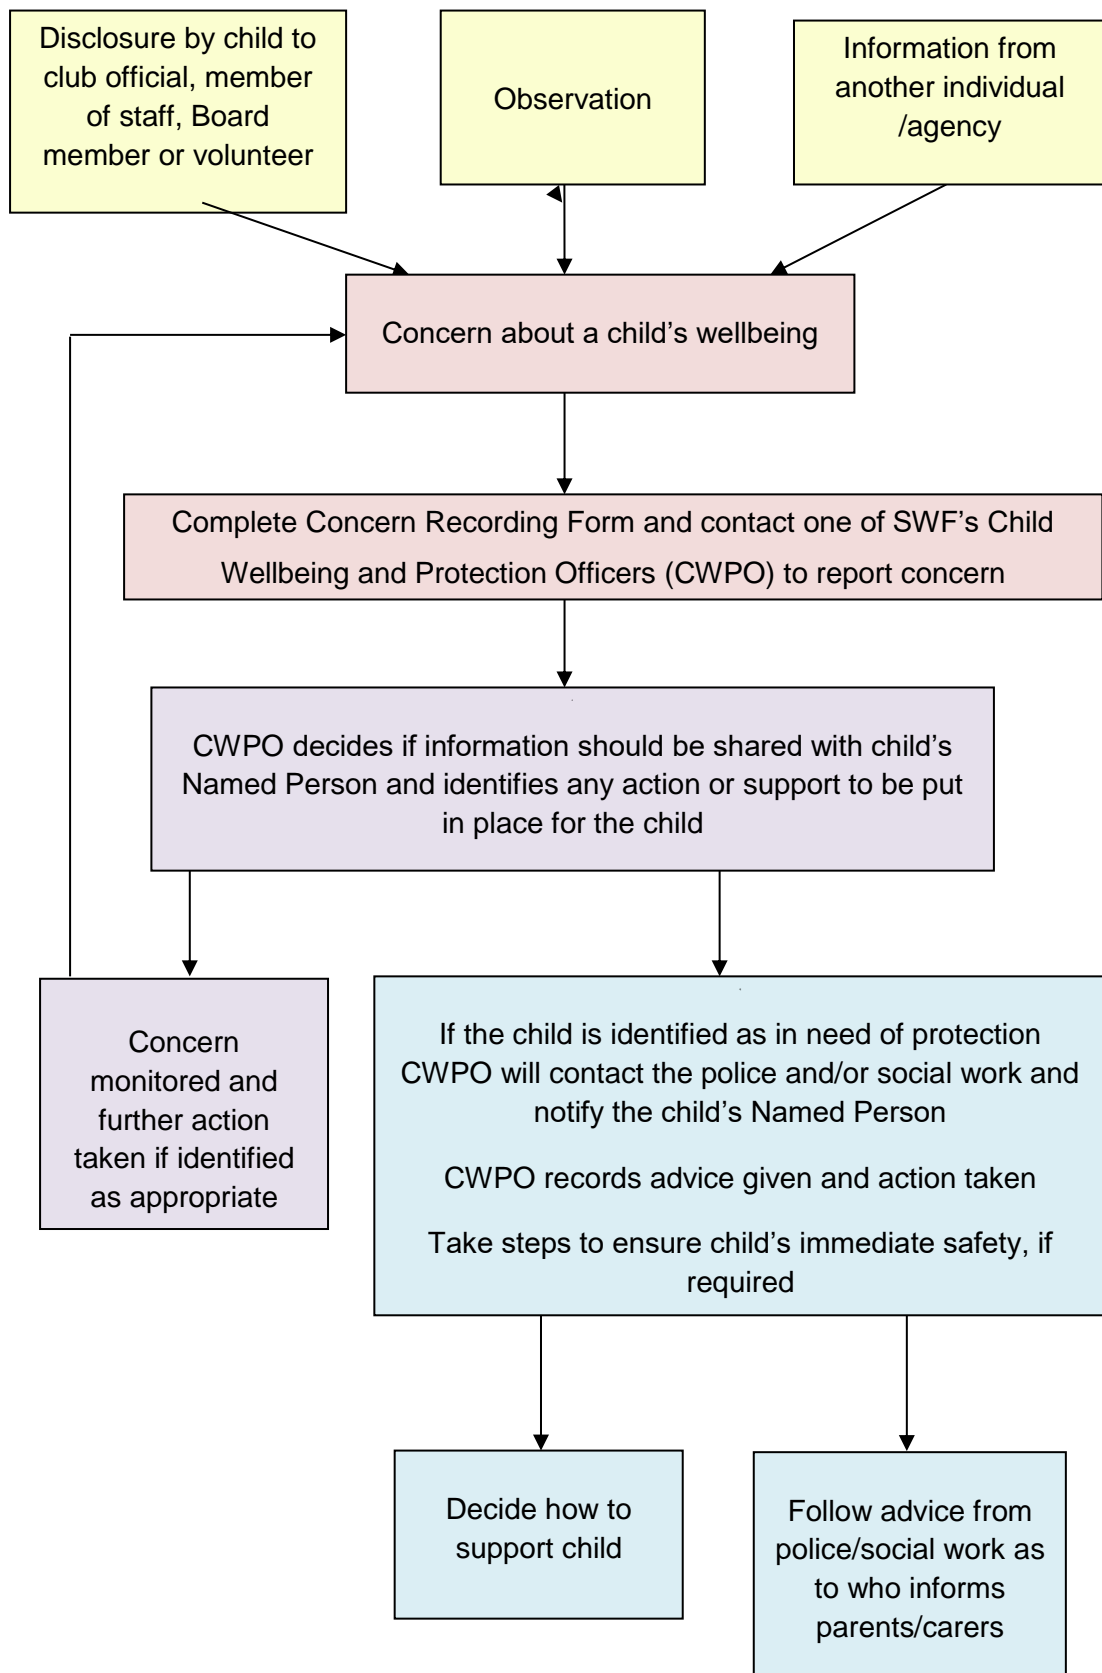 Disclosure by child to
club official, member
of staff, Board
member or volunteer
Observation
Information from
another individual
/agency
Concern about a child’s wellbeing
Complete Concern Recording Form and contact one of SWF’s Child
Wellbeing and Protection Officers (CWPO) to report concern
CWPO decides if information should be shared with child’s
Named Person and identifies any action or support to be put
in place for the child
Concern
monitored and
further action
taken if identified
as appropriate
If the child is identified as in need of protection
CWPO will contact the police and/or social work and
notify the child’s Named Person
CWPO records advice given and action taken
Take steps to ensure child’s immediate safety, if
required
Decide how to
support child
Follow advice from
police/social work as
to who informs
parents/carers